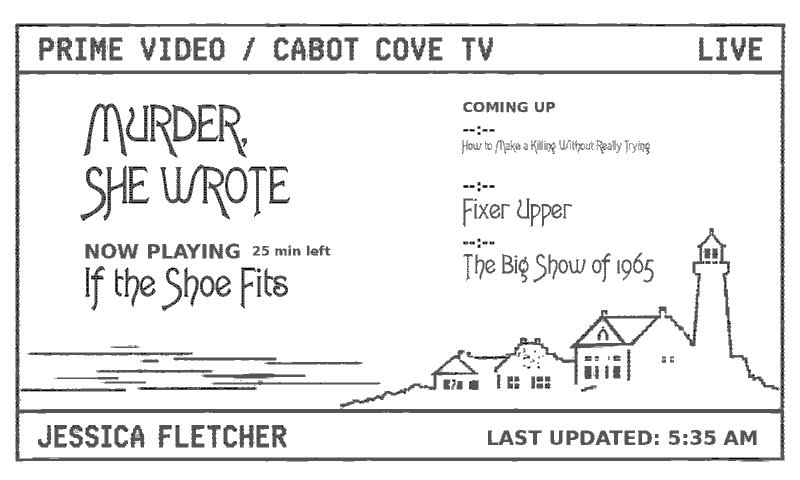 PRIME VIDEO / CABOT COVE TV LIVE
MURDER,
SHE WROTE
NOW PLAYING 25 min left
If the Shoe Fits
COMING UP
--:--
How to Make a Killing Without Really Trying
--:--
Fixer Upper
--:--
The Big Show of 1965
JESSICA FLETCHER
LAST UPDATED: 5:35 AM